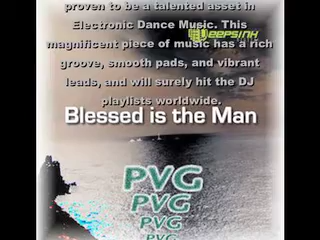 proven to be a talented asset in
Electronic Dance Music. This
magnificent piece of music has a rich
groove, smooth pads, and vibrant
leads, and will surely hit the DJ
playlists worldwide.
Blessed is the Man
PVG
PVG
PVG
PVG